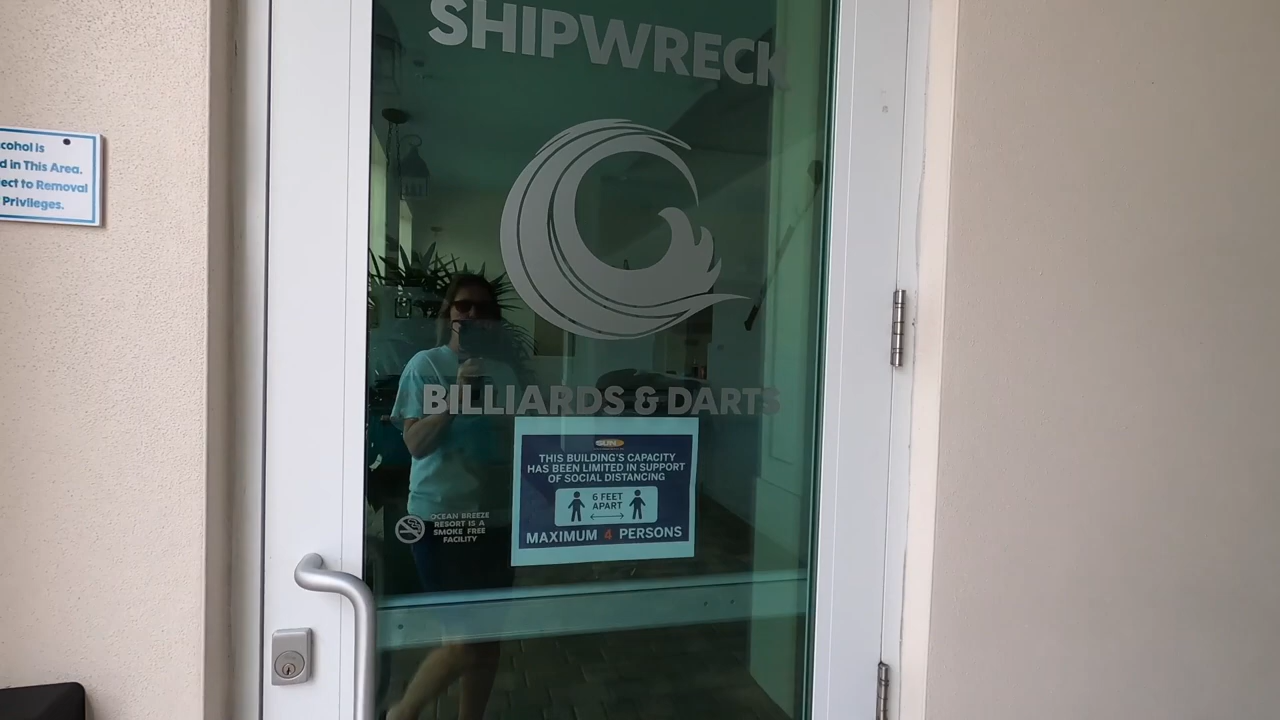 SHIPWRECK
cohol is
d in This Area.
ect to Removal
Privileges.
BILLIARDS & DARTS
SUN
THIS BUILDING'S CAPACITY
HAS BEEN LIMITED IN SUPPORT
OF SOCIAL DISTANCING
6 FEET
APART
MAXIMUM 4 PERSONS
OCEAN BREEZE
RESORT IS A
SMOKE FREE
FACILITY